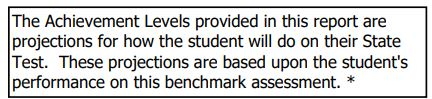 The Achievement Levels provided in this report are
projections for how the student will do on their State
Test.  These projections are based upon the student's
performance on this benchmark assessment. *